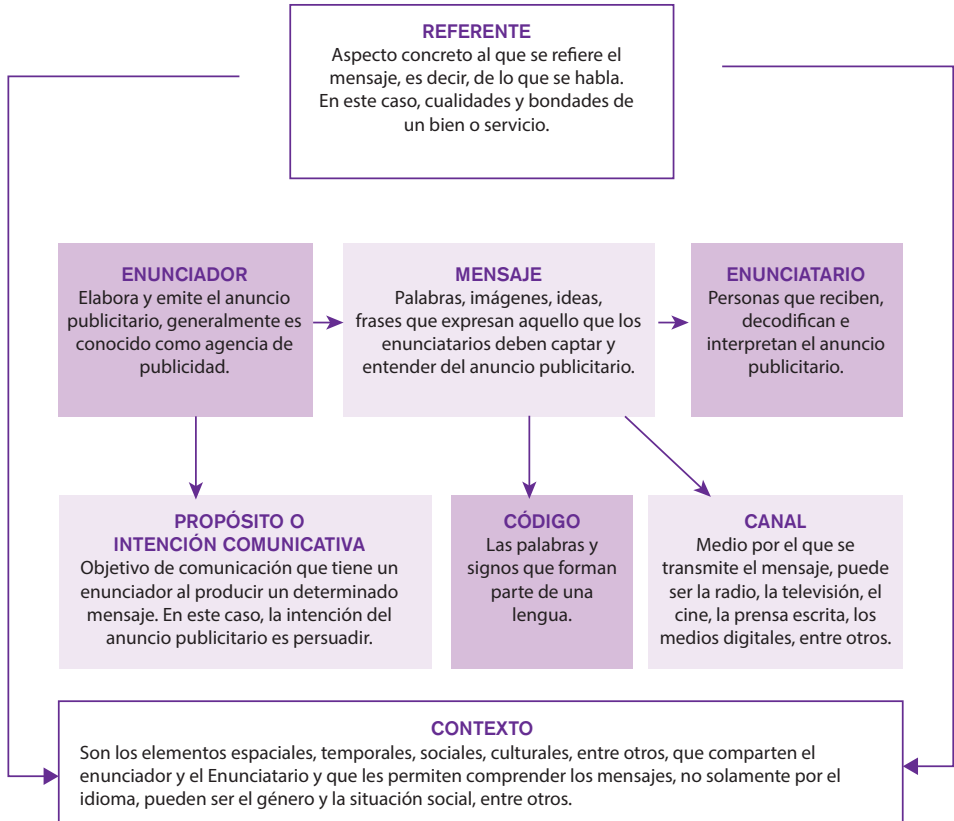 REFERENTE
Aspecto concreto al que se refiere el
mensaje, es decir, de lo que se habla.
En este caso, cualidades y bondades de
un bien o servicio.
ENUNCIADOR
Elabora y emite el anuncio
publicitario, generalmente es
conocido como agencia de
publicidad.
MENSAJE
Palabras, imágenes, ideas,
frases que expresan aquello que los
enunciatarios deben captar y
entender del anuncio publicitario.
ENUNCIATARIO
Personas que reciben,
decodifican e
interpretan el anuncio
publicitario.
PROPÓSITO O
INTENCIÓN COMUNICATIVA
Objetivo de comunicación que tiene un
enunciador al producir un determinado
mensaje. En este caso, la intención del
anuncio publicitario es persuadir.
CÓDIGO
Las palabras y
signos que forman
parte de una
lengua.
CANAL
Medio por el que se
transmite el mensaje, puede
ser la radio, la televisión, el
cine, la prensa escrita, los
medios digitales, entre otros.
CONTEXTO
Son los elementos espaciales, temporales, sociales, culturales, entre otros, que comparten el
enunciador y el Enunciatario y que les permiten comprender los mensajes, no solamente por el
idioma, pueden ser el género y la situación social, entre otros.